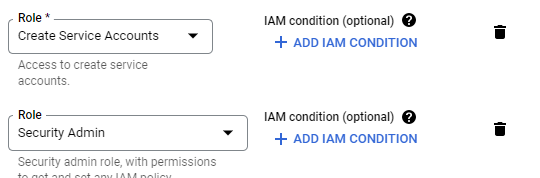 Role *
IAM condition (optional) ?
Create Service Accounts
+ ADD IAM CONDITION
Access to create service
accounts.
Role
IAM condition (optional) ?
Security Admin
+ ADD IAM CONDITION
Security admin role, with permissions
to get and set any IAM policy.